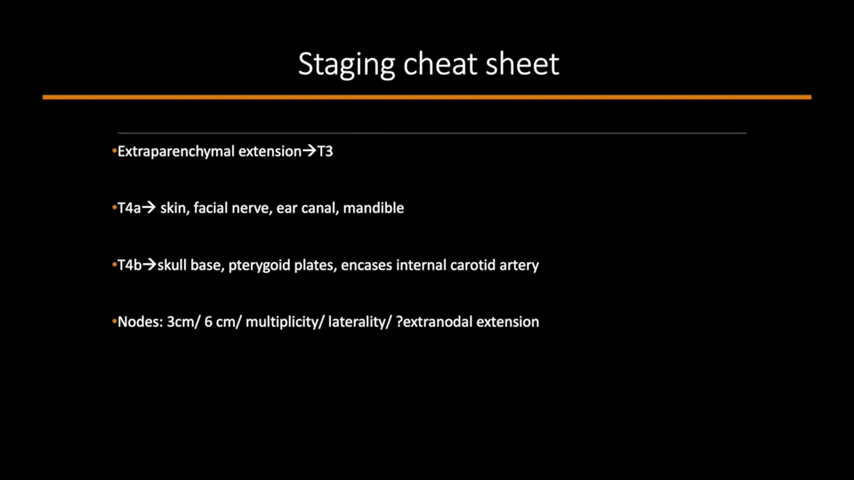 Staging cheat sheet
•Extraparenchymal extension→T3
•T4a→ skin, facial nerve, ear canal, mandible
•T4b→skull base, pterygoid plates, encases internal carotid artery
•Nodes: 3cm/ 6 cm/ multiplicity/ laterality/ ?extranodal extension